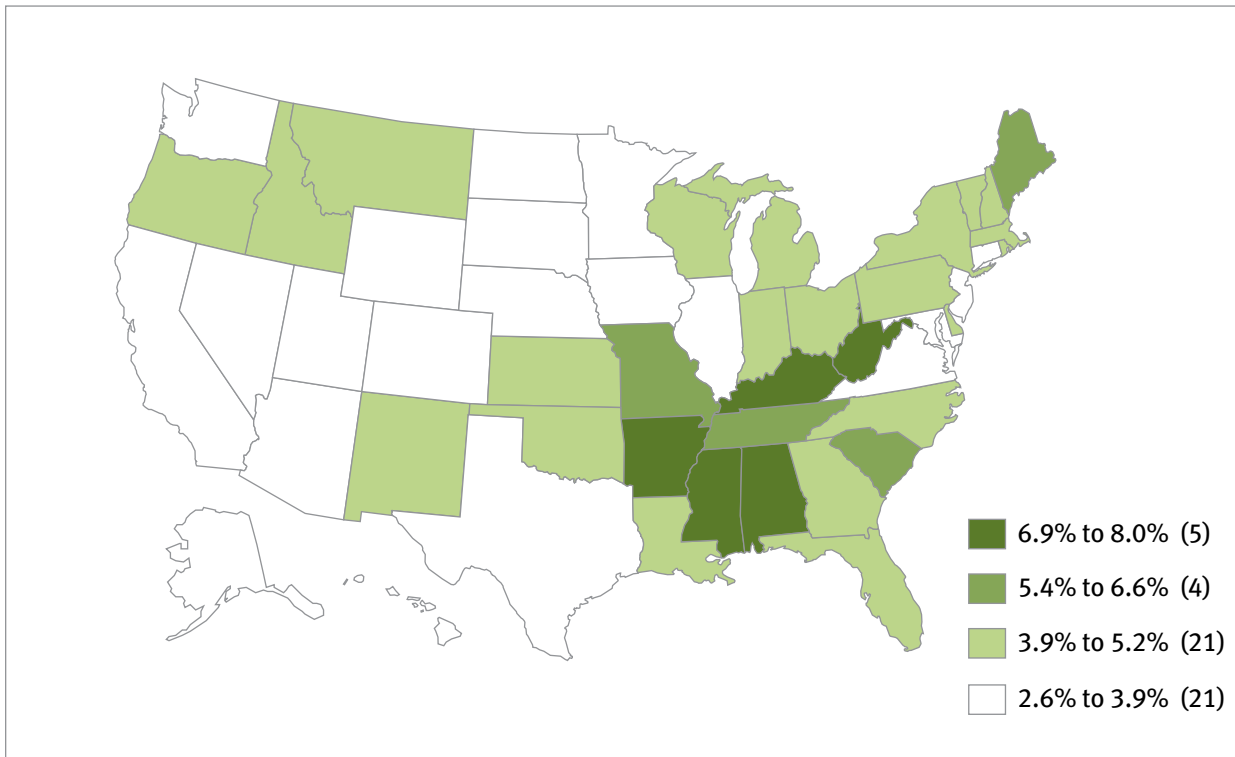 6.9% to 8.0% (5)
5.4% to 6.6% (4)
3.9% to 5.2% (21)
2.6% to 3.9% (21)